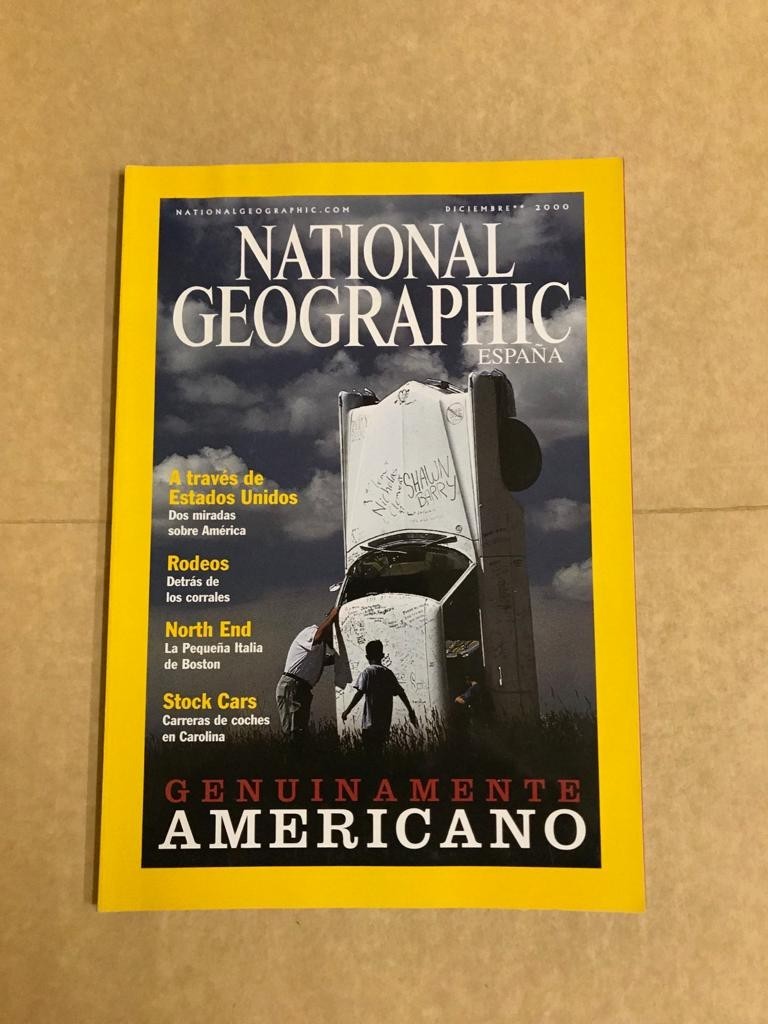 NATIONALGEOGRAPHIC.COM
DICIEMBRE** 2000
NATIONAL
GEOGRAPHIC
ESPAÑA
SHAWN
BARRY
A través de
Estados Unidos
Dos miradas
sobre América
Rodeos
Detrás de
los corrales
North End
La Pequeña Italia
de Boston
Stock Cars
Carreras de coches
en Carolina
GENUINAMENTE
AMERICANO